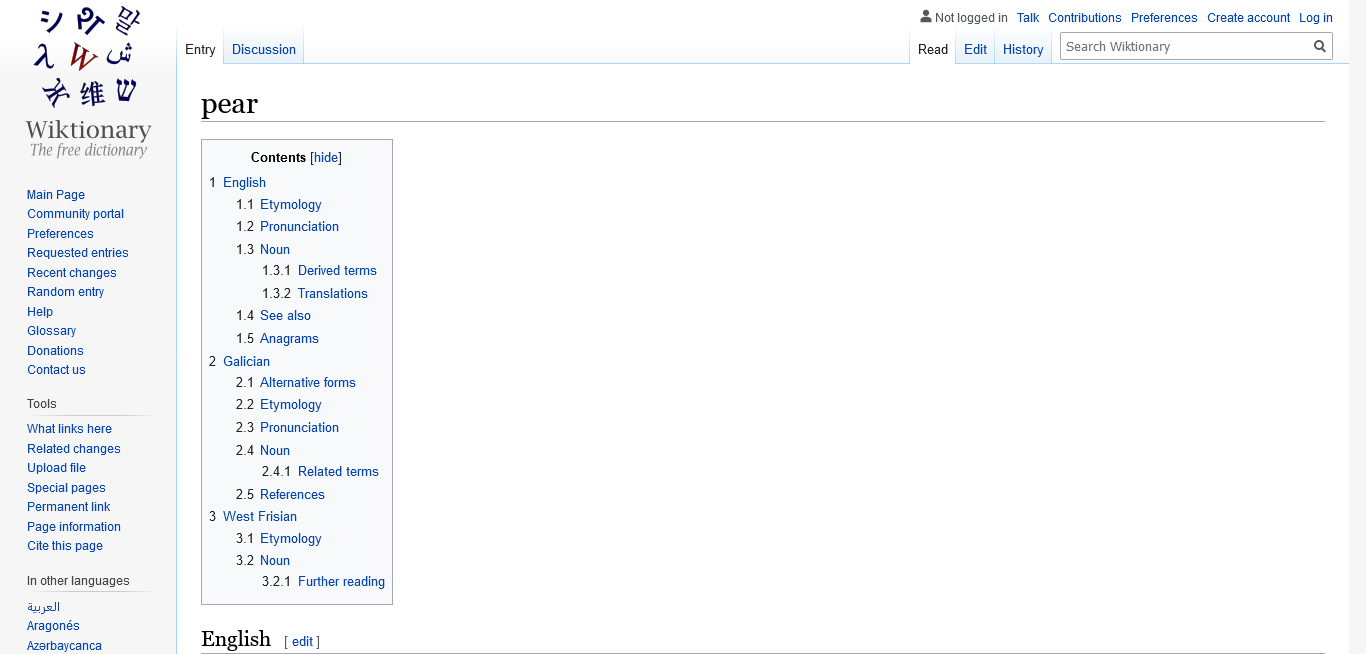 シ や 말
λ W ش
维 ש
Wiktionary
The free dictionary
Not logged in Talk Contributions Preferences Create account Log in
Entry Discussion Read Edit History Search Wiktionary
Main Page
Community portal
Preferences
Requested entries
Recent changes
Random entry
Help
Glossary
Donations
Contact us
Tools
What links here
Related changes
Upload file
Special pages
Permanent link
Page information
Cite this page
In other languages
العربية
Aragonés
Azərbaycanca
pear
Contents [hide]
1 English
1.1 Etymology
1.2 Pronunciation
1.3 Noun
1.3.1 Derived terms
1.3.2 Translations
1.4 See also
1.5 Anagrams
2 Galician
2.1 Alternative forms
2.2 Etymology
2.3 Pronunciation
2.4 Noun
2.4.1 Related terms
2.5 References
3 West Frisian
3.1 Etymology
3.2 Noun
3.2.1 Further reading
English [ edit ]